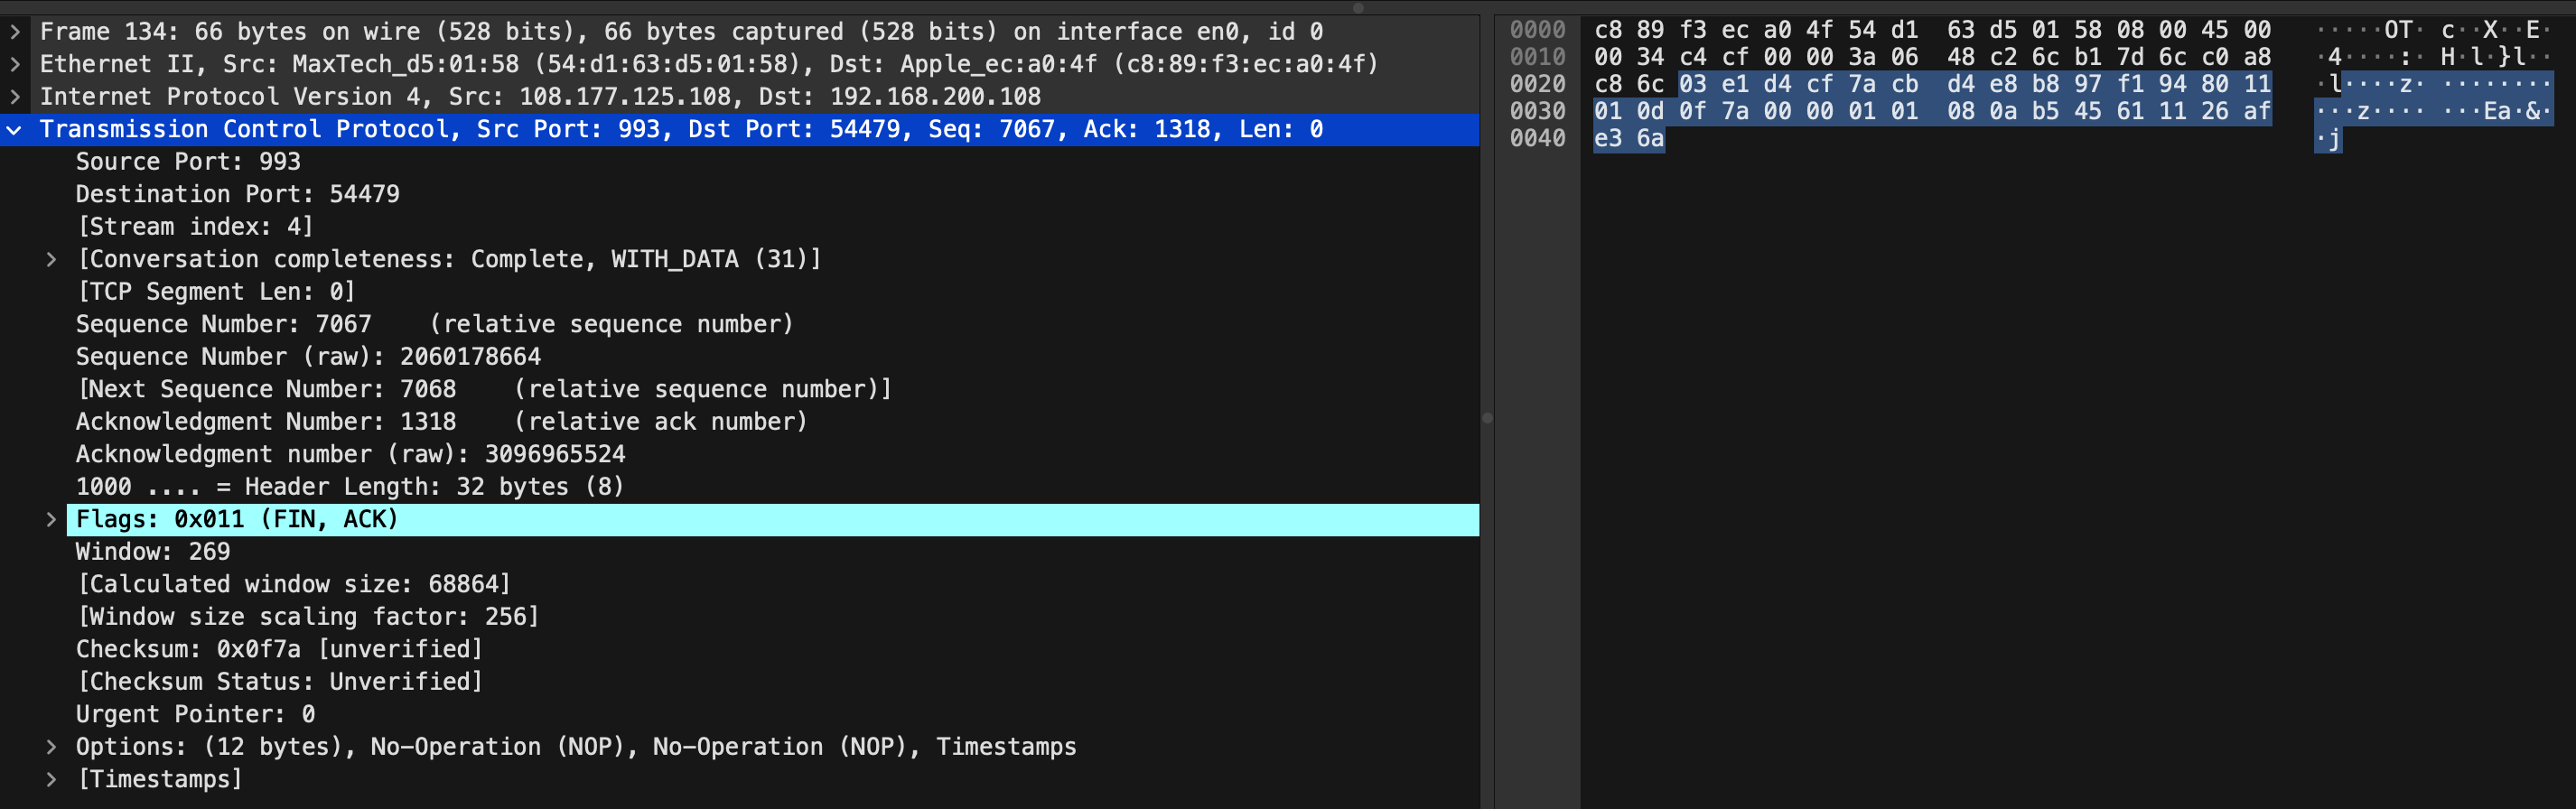 Frame 134: 66 bytes on wire (528 bits), 66 bytes captured (528 bits) on interface en0, id 0
Ethernet II, Src: MaxTech_d5:01:58 (54:d1:63:d5:01:58), Dst: Apple_ec:a0:4f (c8:89:f3:ec:a0:4f)
Internet Protocol Version 4, Src: 108.177.125.108, Dst: 192.168.200.108
Transmission Control Protocol, Src Port: 993, Dst Port: 54479, Seq: 7067, Ack: 1318, Len: 0
Source Port: 993
Destination Port: 54479
[Stream index: 4]
[Conversation completeness: Complete, WITH_DATA (31)]
[TCP Segment Len: 0]
Sequence Number: 7067    (relative sequence number)
Sequence Number (raw): 2060178664
[Next Sequence Number: 7068    (relative sequence number)]
Acknowledgment Number: 1318    (relative ack number)
Acknowledgment number (raw): 3096965524
1000 .... = Header Length: 32 bytes (8)
Flags: 0x011 (FIN, ACK)
Window: 269
[Calculated window size: 68864]
[Window size scaling factor: 256]
Checksum: 0x0f7a [unverified]
[Checksum Status: Unverified]
Urgent Pointer: 0
Options: (12 bytes), No-Operation (NOP), No-Operation (NOP), Timestamps
[Timestamps]
0000 c8 89 f3 ec a0 4f 54 d1  63 d5 01 58 08 00 45 00 ·····OT· c··X··E·
0010 00 34 c4 cf 00 00 3a 06  48 c2 6c b1 7d 6c c0 a8 ·4····:· H·l·}l··
0020 c8 6c 03 e1 d4 cf 7a cb  d4 e8 b8 97 f1 94 80 11 ·l····z· ········
0030 01 0d 0f 7a 00 00 01 01  08 0a b5 45 61 11 26 af ···z···· ···Ea·&·
0040 e3 6a ·j